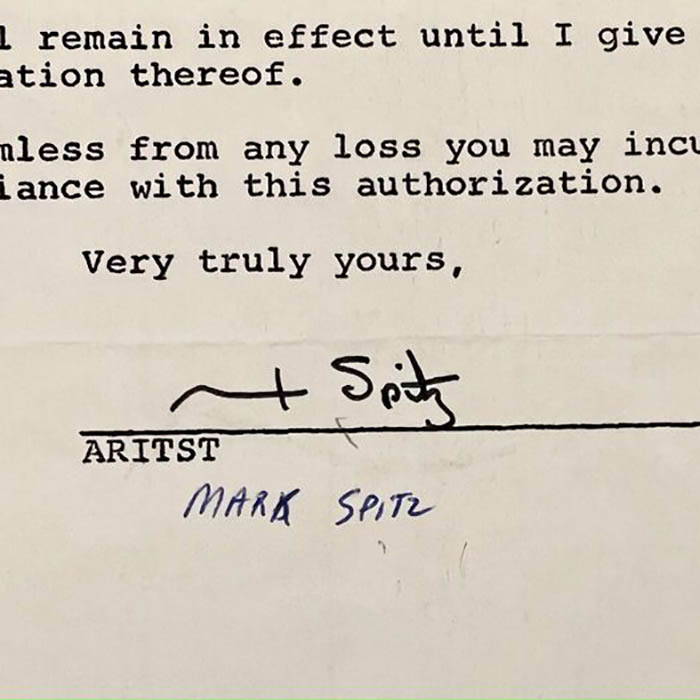 l remain in effect until I give
ation thereof.
mless from any loss you may incu
iance with this authorization.
Very truly yours,
Spitz
ARITST
MARK SPITZ